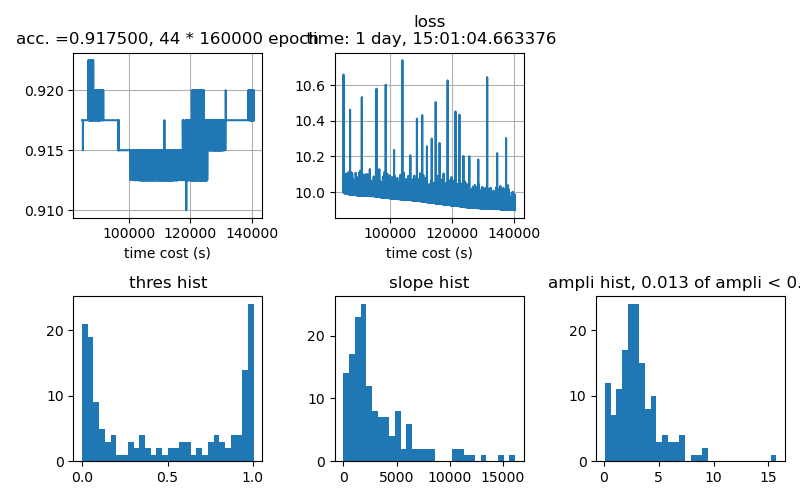 loss
acc. =0.917500, 44 * 160000 epoch
time: 1 day, 15:01:04.663376
0.920
0.915
0.910
100000 120000 140000
time cost (s)
10.6
10.4
10.2
10.0
100000 120000 140000
time cost (s)
thres hist
20
10
0
0.0 0.5 1.0
slope hist
20
10
0
0 5000 10000 15000
ampli hist, 0.013 of ampli < 0.
20
10
0
0 5 10 15